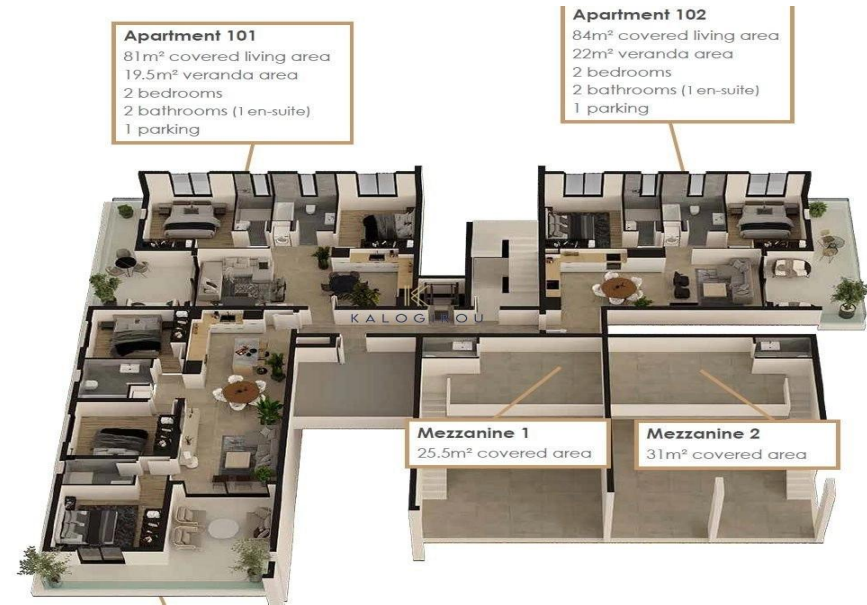 Apartment 101
81m² covered living area
19.5m² veranda area
2 bedrooms
2 bathrooms (1 en-suite)
1 parking
Apartment 102
84m² covered living area
22m² veranda area
2 bedrooms
2 bathrooms (1 en-suite)
1 parking
KALOGIROU
Mezzanine 1
25.5m² covered area
Mezzanine 2
31m² covered area